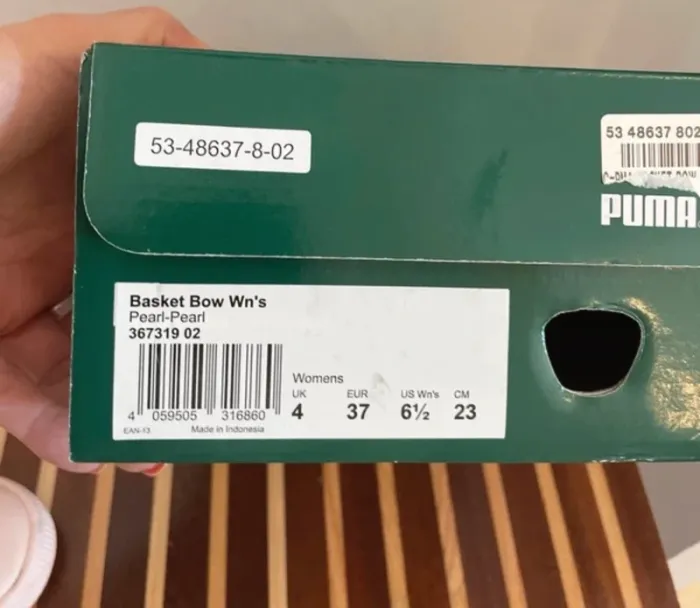 53-48637-8-02
53 48637 802
PUMA
Basket Bow Wn's
Pearl-Pearl
367319 02
4 059505 316860
EAN-13
Made in Indonesia
Womens
UK EUR US Wn's CM
4 37 6½ 23